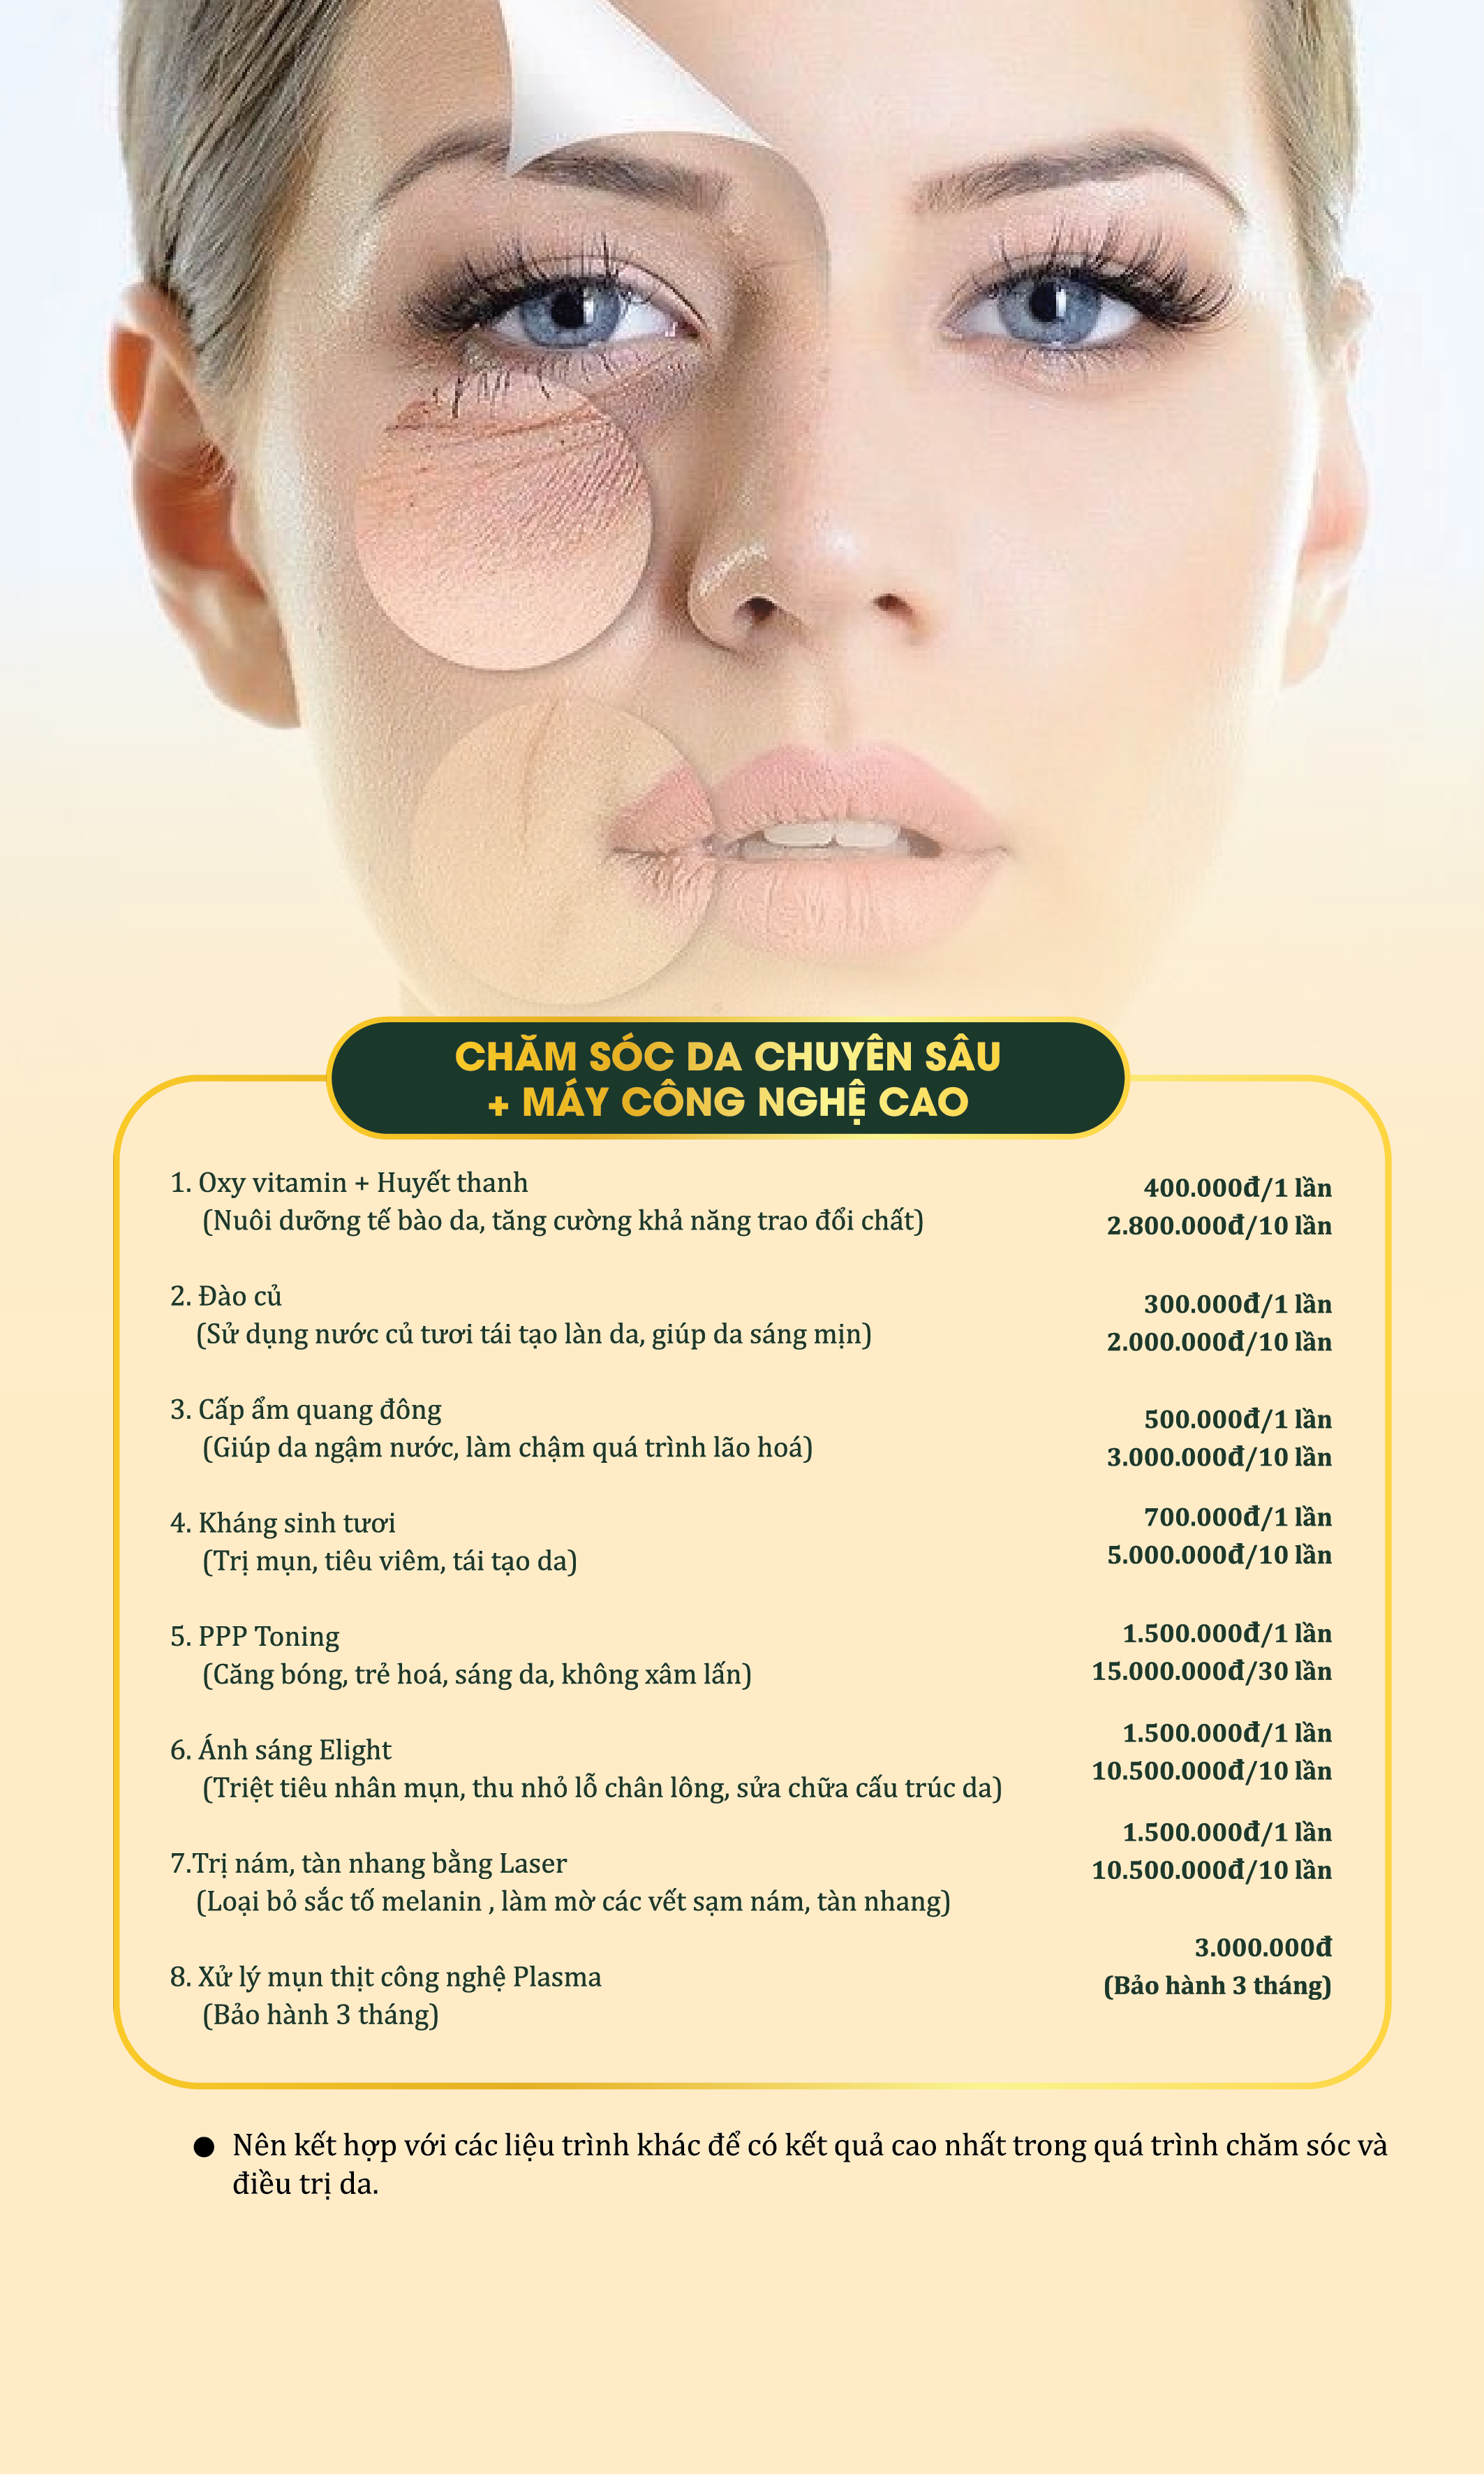 CHĂM SÓC DA CHUYÊN SÂU
+ MÁY CÔNG NGHỆ CAO
1. Oxy vitamin + Huyết thanh
(Nuôi dưỡng tế bào da, tăng cường khả năng trao đổi chất)
400.000đ/1 lần
2.800.000đ/10 lần
2. Đào củ
(Sử dụng nước củ tươi tái tạo làn da, giúp da sáng mịn)
300.000đ/1 lần
2.000.000đ/10 lần
3. Cấp ẩm quang đông
(Giúp da ngậm nước, làm chậm quá trình lão hoá)
500.000đ/1 lần
3.000.000đ/10 lần
4. Kháng sinh tươi
(Trị mụn, tiêu viêm, tái tạo da)
700.000đ/1 lần
5.000.000đ/10 lần
5. PPP Toning
(Căng bóng, trẻ hoá, sáng da, không xâm lấn)
1.500.000đ/1 lần
15.000.000đ/30 lần
6. Ánh sáng Elight
(Triệt tiêu nhân mụn, thu nhỏ lỗ chân lông, sửa chữa cấu trúc da)
1.500.000đ/1 lần
10.500.000đ/10 lần
7.Trị nám, tàn nhang bằng Laser
(Loại bỏ sắc tố melanin , làm mờ các vết sạm nám, tàn nhang)
1.500.000đ/1 lần
10.500.000đ/10 lần
8. Xử lý mụn thịt công nghệ Plasma
(Bảo hành 3 tháng)
3.000.000đ
(Bảo hành 3 tháng)
● Nên kết hợp với các liệu trình khác để có kết quả cao nhất trong quá trình chăm sóc và
điều trị da.